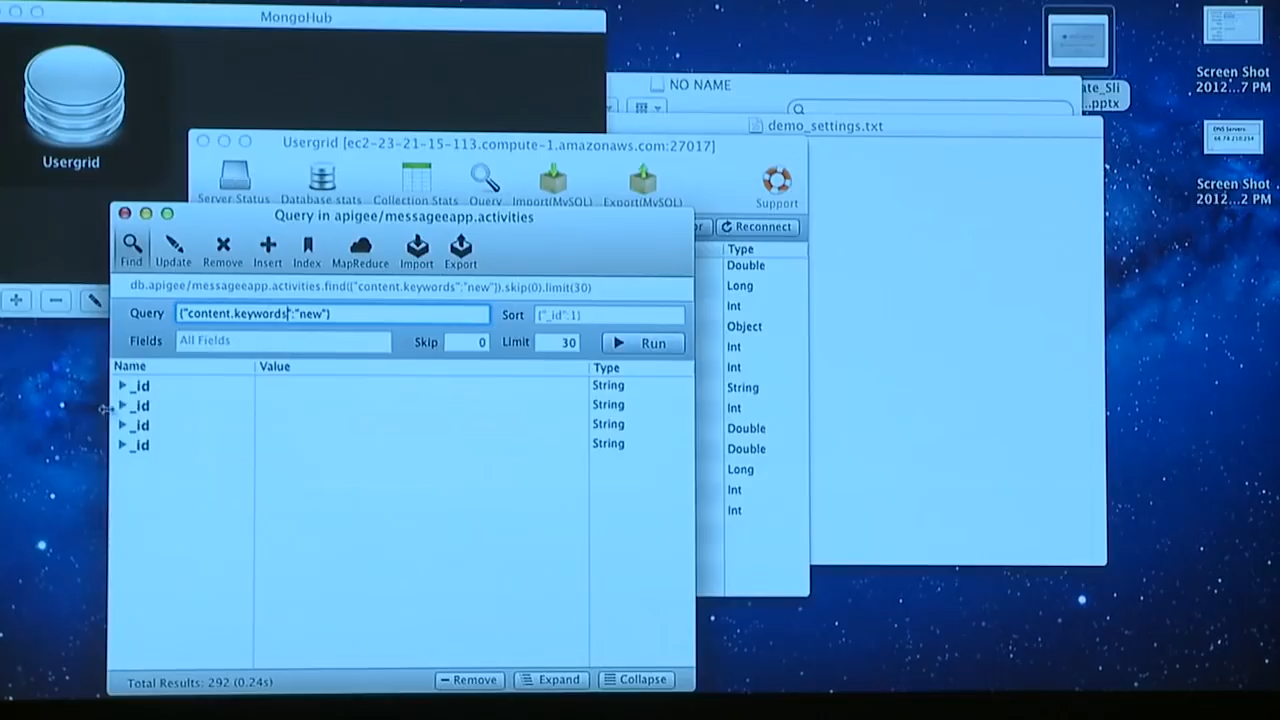 MongoHub
Usergrid
NO NAME
demo_settings.txt
Screen Shot
2012...7 PM
Screen Shot
2012...2 PM
ate_Sli
...pptx
DNS Servers
Usergrid [ec2-23-21-15-113.compute-1.amazonaws.com:27017]
Server Status Database stats Collection Stats Query Import(MySQL) Export(MySQL) Support
Reconnect
Type
Double
Long
Int
Object
Int
Int
String
Int
Double
Double
Long
Int
Int
Query in apigee/messageeapp.activities
Find Update Remove Insert Index MapReduce Import Export
db.apigee/messageeapp.activities.find({"content.keywords":"new"}).skip(0).limit(30)
Query {"content.keywords":"new"} Sort {"_id":1}
Fields All Fields Skip 0 Limit 30 Run
Name Value Type
_id String
_id String
_id String
_id String
Total Results: 292 (0.24s) Remove Expand Collapse